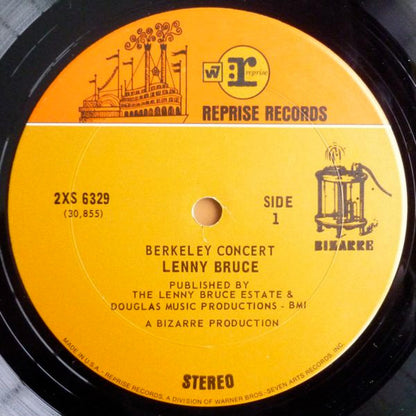 W7
r reprise
REPRISE RECORDS
2XS 6329
(30,855)
SIDE
1
BIZARRE
BERKELEY CONCERT
LENNY BRUCE
PUBLISHED BY
THE LENNY BRUCE ESTATE &
DOUGLAS MUSIC PRODUCTIONS - BMI
A BIZARRE PRODUCTION
STEREO
MADE IN U.S.A. - REPRISE RECORDS, A DIVISION OF WARNER BROS. - SEVEN ARTS RECORDS, INC.